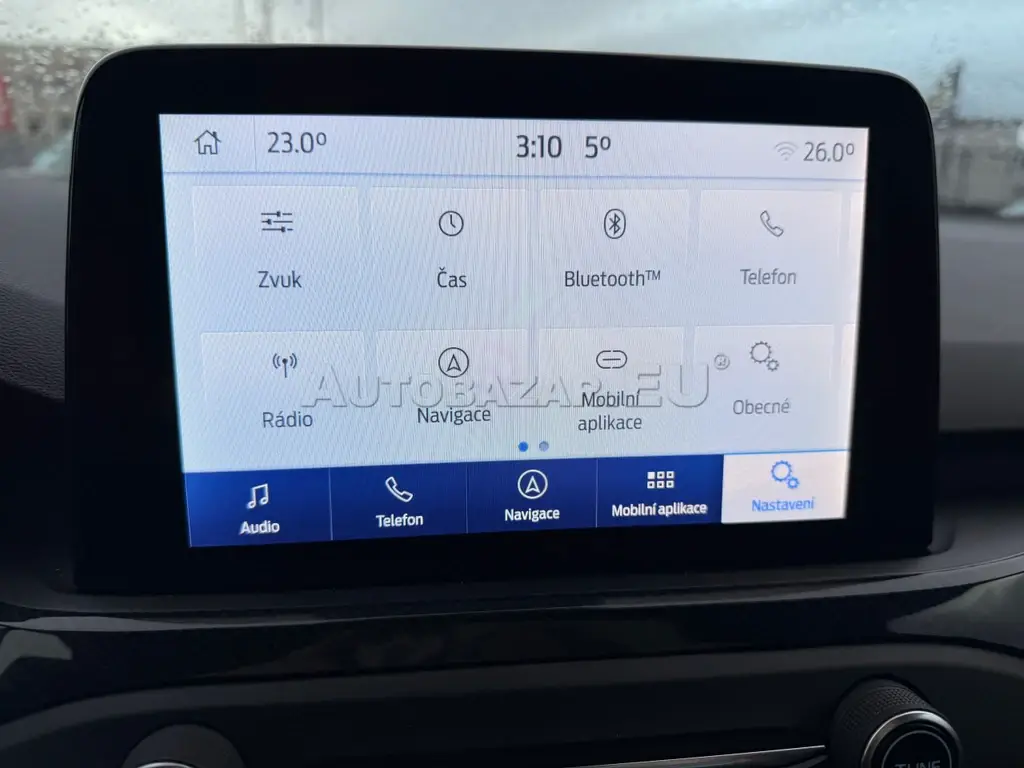 23.0° 3:10 5° 26.0°
Zvuk Čas Bluetooth™ Telefon
Rádio Navigace Mobilní aplikace Obecné
AUTOBAZAR.EU®
Audio Telefon Navigace Mobilní aplikace Nastavení
TUNE